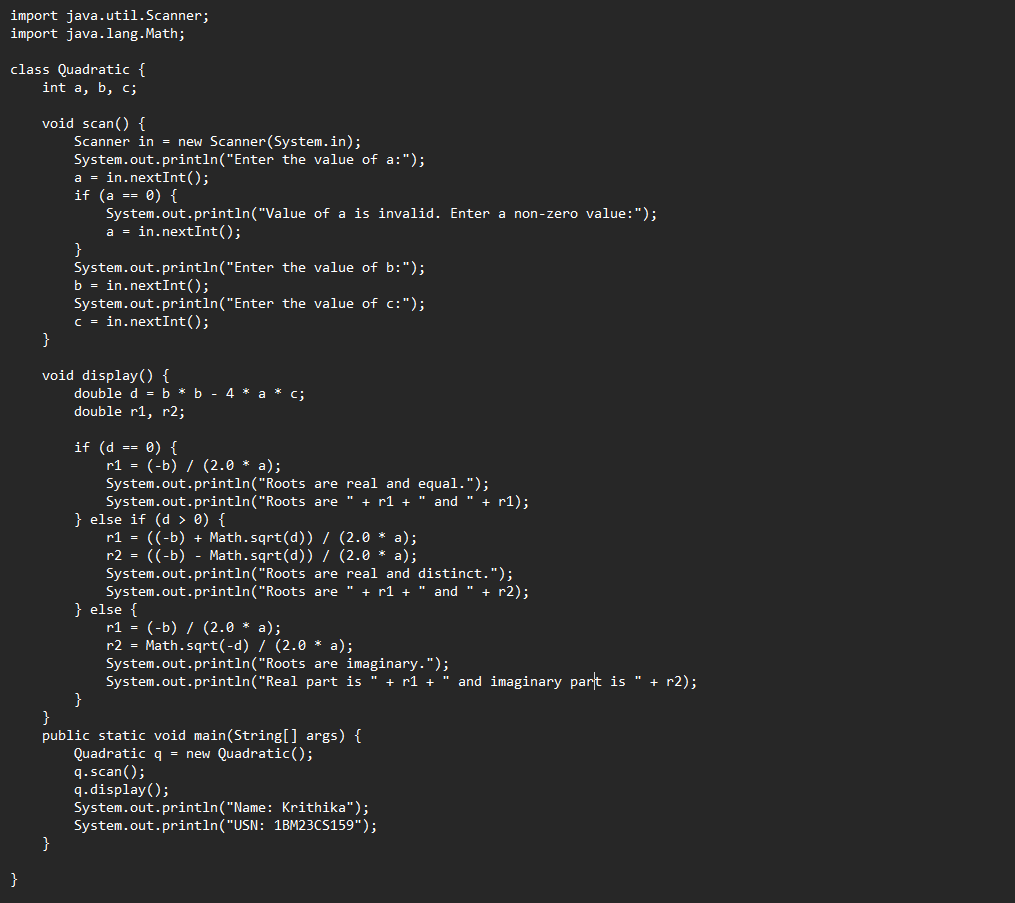 import java.util.Scanner;
import java.lang.Math;

class Quadratic {
    int a, b, c;

    void scan() {
        Scanner in = new Scanner(System.in);
        System.out.println("Enter the value of a:");
        a = in.nextInt();
        if (a == 0) {
            System.out.println("Value of a is invalid. Enter a non-zero value:");
            a = in.nextInt();
        }
        System.out.println("Enter the value of b:");
        b = in.nextInt();
        System.out.println("Enter the value of c:");
        c = in.nextInt();
    }

    void display() {
        double d = b * b - 4 * a * c;
        double r1, r2;

        if (d == 0) {
            r1 = (-b) / (2.0 * a);
            System.out.println("Roots are real and equal.");
            System.out.println("Roots are " + r1 + " and " + r1);
        } else if (d > 0) {
            r1 = ((-b) + Math.sqrt(d)) / (2.0 * a);
            r2 = ((-b) - Math.sqrt(d)) / (2.0 * a);
            System.out.println("Roots are real and distinct.");
            System.out.println("Roots are " + r1 + " and " + r2);
        } else {
            r1 = (-b) / (2.0 * a);
            r2 = Math.sqrt(-d) / (2.0 * a);
            System.out.println("Roots are imaginary.");
            System.out.println("Real part is " + r1 + " and imaginary part is " + r2);
        }
    }
    public static void main(String[] args) {
        Quadratic q = new Quadratic();
        q.scan();
        q.display();
        System.out.println("Name: Krithika");
        System.out.println("USN: 1BM23CS159");
    }

}